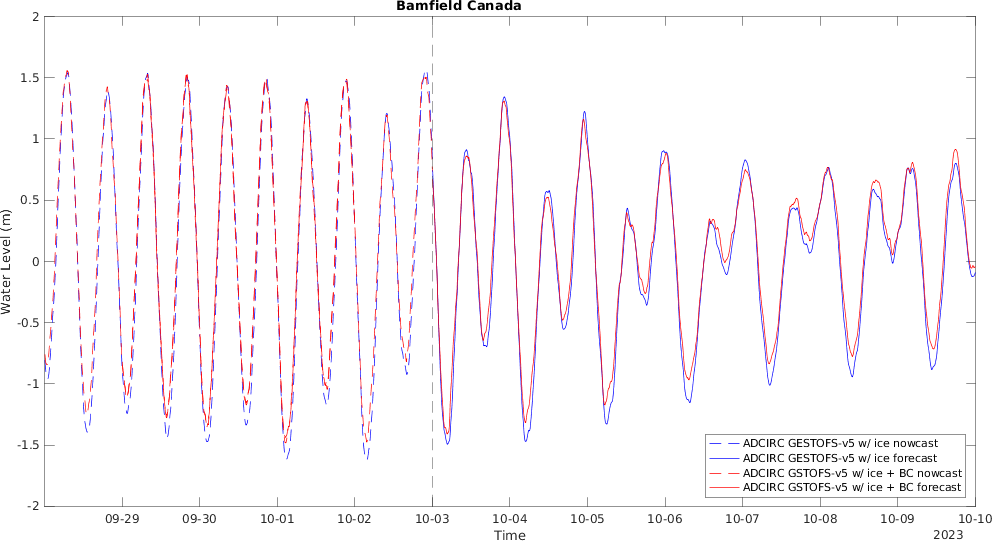 Bamfield Canada
2
1.5
1
0.5
0
-0.5
-1
-1.5
-2
Water Level (m)
09-29 09-30 10-01 10-02 10-03 10-04 10-05 10-06 10-07 10-08 10-09 10-10
Time
2023
ADCIRC GESTOFS-v5 w/ ice nowcast
ADCIRC GESTOFS-v5 w/ ice forecast
ADCIRC GSTOFS-v5 w/ ice + BC nowcast
ADCIRC GSTOFS-v5 w/ ice + BC forecast